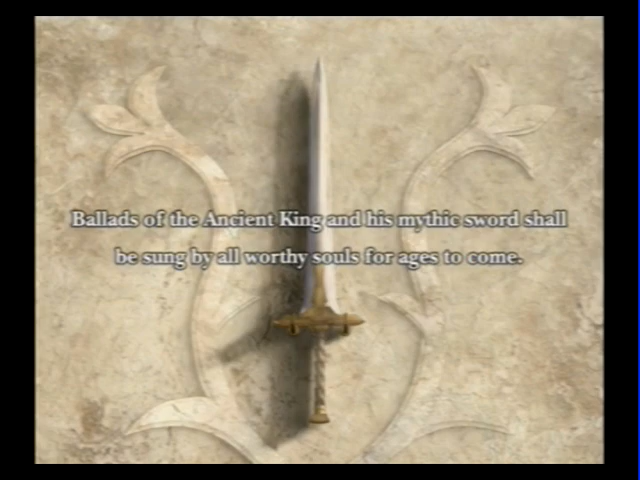 Ballads of the Ancient King and his mythic sword shall
be sung by all worthy souls for ages to come.